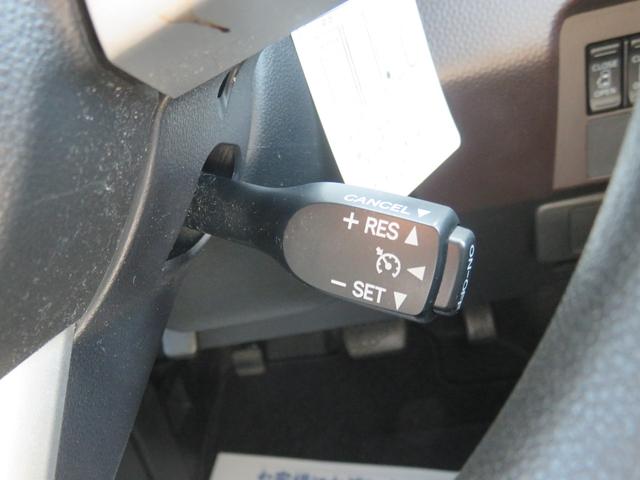 CANCEL ▼
+ RES ▲
◀
− SET ▼
ON-OFF
CLOSE
OPEN